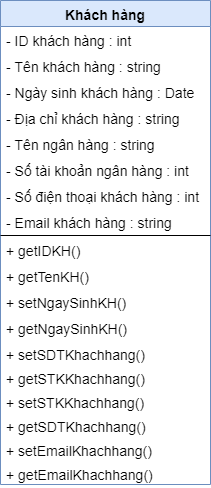 Khách hàng
- ID khách hàng : int
- Tên khách hàng : string
- Ngày sinh khách hàng : Date
- Địa chỉ khách hàng : string
- Tên ngân hàng : string
- Số tài khoản ngân hàng : int
- Số điện thoại khách hàng : int
- Email khách hàng : string
+ getIDKH()
+ getTenKH()
+ setNgaySinhKH()
+ getNgaySinhKH()
+ setSDTKhachhang()
+ getSTKKhachhang()
+ setSTKKhachhang()
+ getSDTKhachhang()
+ setEmailKhachhang()
+ getEmailKhachhang()